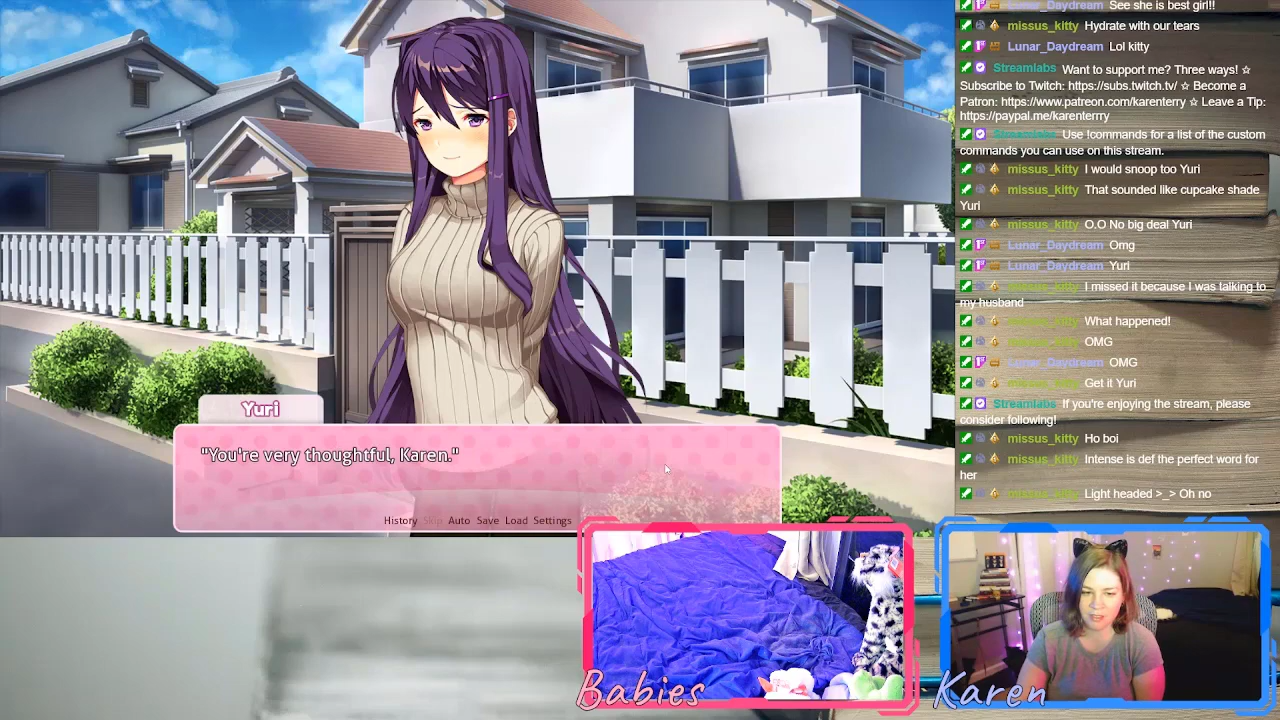 Yuri
"You're very thoughtful, Karen."
History Skip Auto Save Load Settings
Lunar_Daydream See she is best girl!!
missus_kitty Hydrate with our tears
Lunar_Daydream Lol kitty
Streamlabs Want to support me? Three ways! ☆
Subscribe to Twitch: https://subs.twitch.tv/ ☆ Become a
Patron: https://www.patreon.com/karenterry ☆ Leave a Tip:
https://paypal.me/karenterrry
Streamlabs Use !commands for a list of the custom
commands you can use on this stream.
missus_kitty I would snoop too Yuri
missus_kitty That sounded like cupcake shade
Yuri
missus_kitty O.O No big deal Yuri
Lunar_Daydream Omg
Lunar_Daydream Yuri
missus_kitty I missed it because I was talking to
my husband
missus_kitty What happened!
missus_kitty OMG
Lunar_Daydream OMG
missus_kitty Get it Yuri
Streamlabs If you're enjoying the stream, please
consider following!
missus_kitty Ho boi
missus_kitty Intense is def the perfect word for
her
missus_kitty Light headed >_> Oh no
Babies
Karen